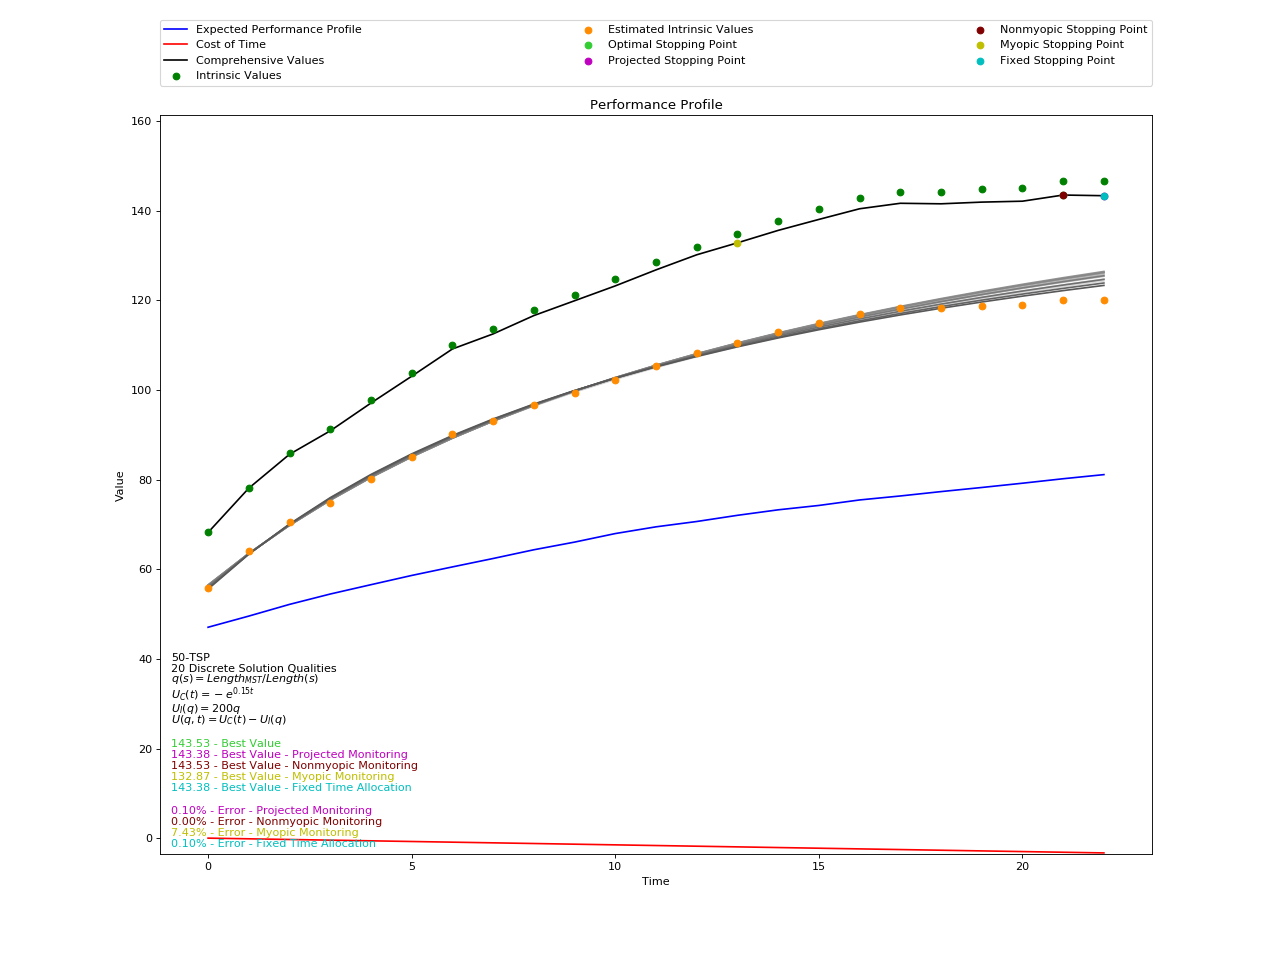 Expected Performance Profile
Cost of Time
Comprehensive Values
Intrinsic Values
Estimated Intrinsic Values
Optimal Stopping Point
Projected Stopping Point
Nonmyopic Stopping Point
Myopic Stopping Point
Fixed Stopping Point
Performance Profile
160
140
120
100
80
60
40
20
0
Value
50-TSP
20 Discrete Solution Qualities
q(s) = Length_{MST}/Length(s)
U_C(t) = −e^{0.15t}
U_I(q) = 200q
U(q, t) = U_C(t) − U_I(q)
143.53 - Best Value
143.38 - Best Value - Projected Monitoring
143.53 - Best Value - Nonmyopic Monitoring
132.87 - Best Value - Myopic Monitoring
143.38 - Best Value - Fixed Time Allocation
0.10% - Error - Projected Monitoring
0.00% - Error - Nonmyopic Monitoring
7.43% - Error - Myopic Monitoring
0.10% - Error - Fixed Time Allocation
0 5 10 15 20
Time